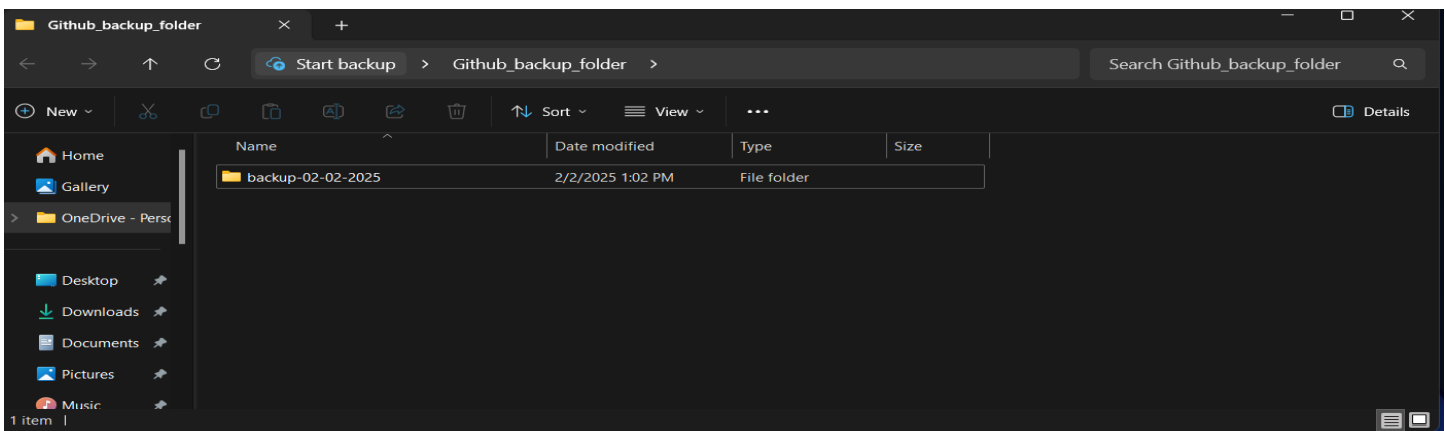 Github_backup_folder
Start backup > Github_backup_folder >
Search Github_backup_folder
New
Sort
View
Details
Name Date modified Type Size
backup-02-02-2025 2/2/2025 1:02 PM File folder
Home
Gallery
OneDrive - Perso
Desktop
Downloads
Documents
Pictures
Music
1 item